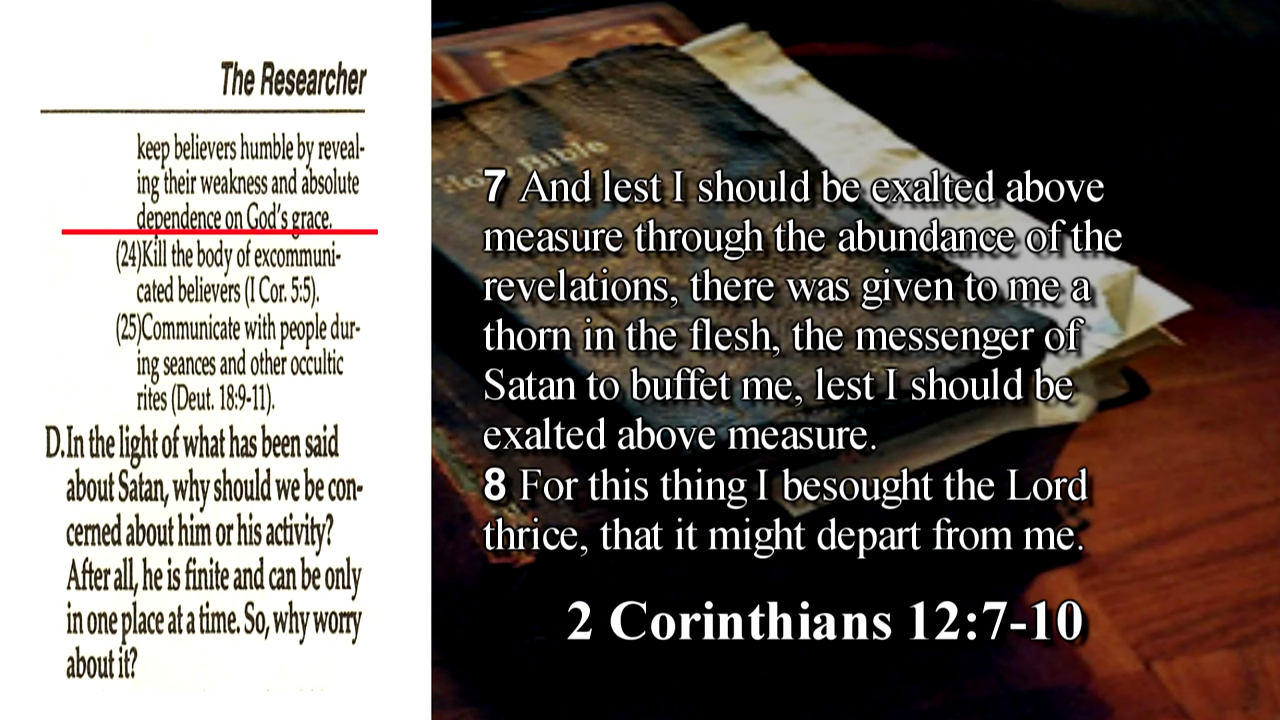 The Researcher
keep believers humble by reveal-
ing their weakness and absolute
dependence on God's grace.
(24)Kill the body of excommuni-
cated believers (I Cor. 5:5).
(25)Communicate with people dur-
ing seances and other occultic
rites (Deut. 18:9-11).
D.In the light of what has been said
about Satan, why should we be con-
cerned about him or his activity?
After all, he is finite and can be only
in one place at a time. So, why worry
about it?
Holy Bible
7 And lest I should be exalted above
measure through the abundance of the
revelations, there was given to me a
thorn in the flesh, the messenger of
Satan to buffet me, lest I should be
exalted above measure.
8 For this thing I besought the Lord
thrice, that it might depart from me.
2 Corinthians 12:7-10